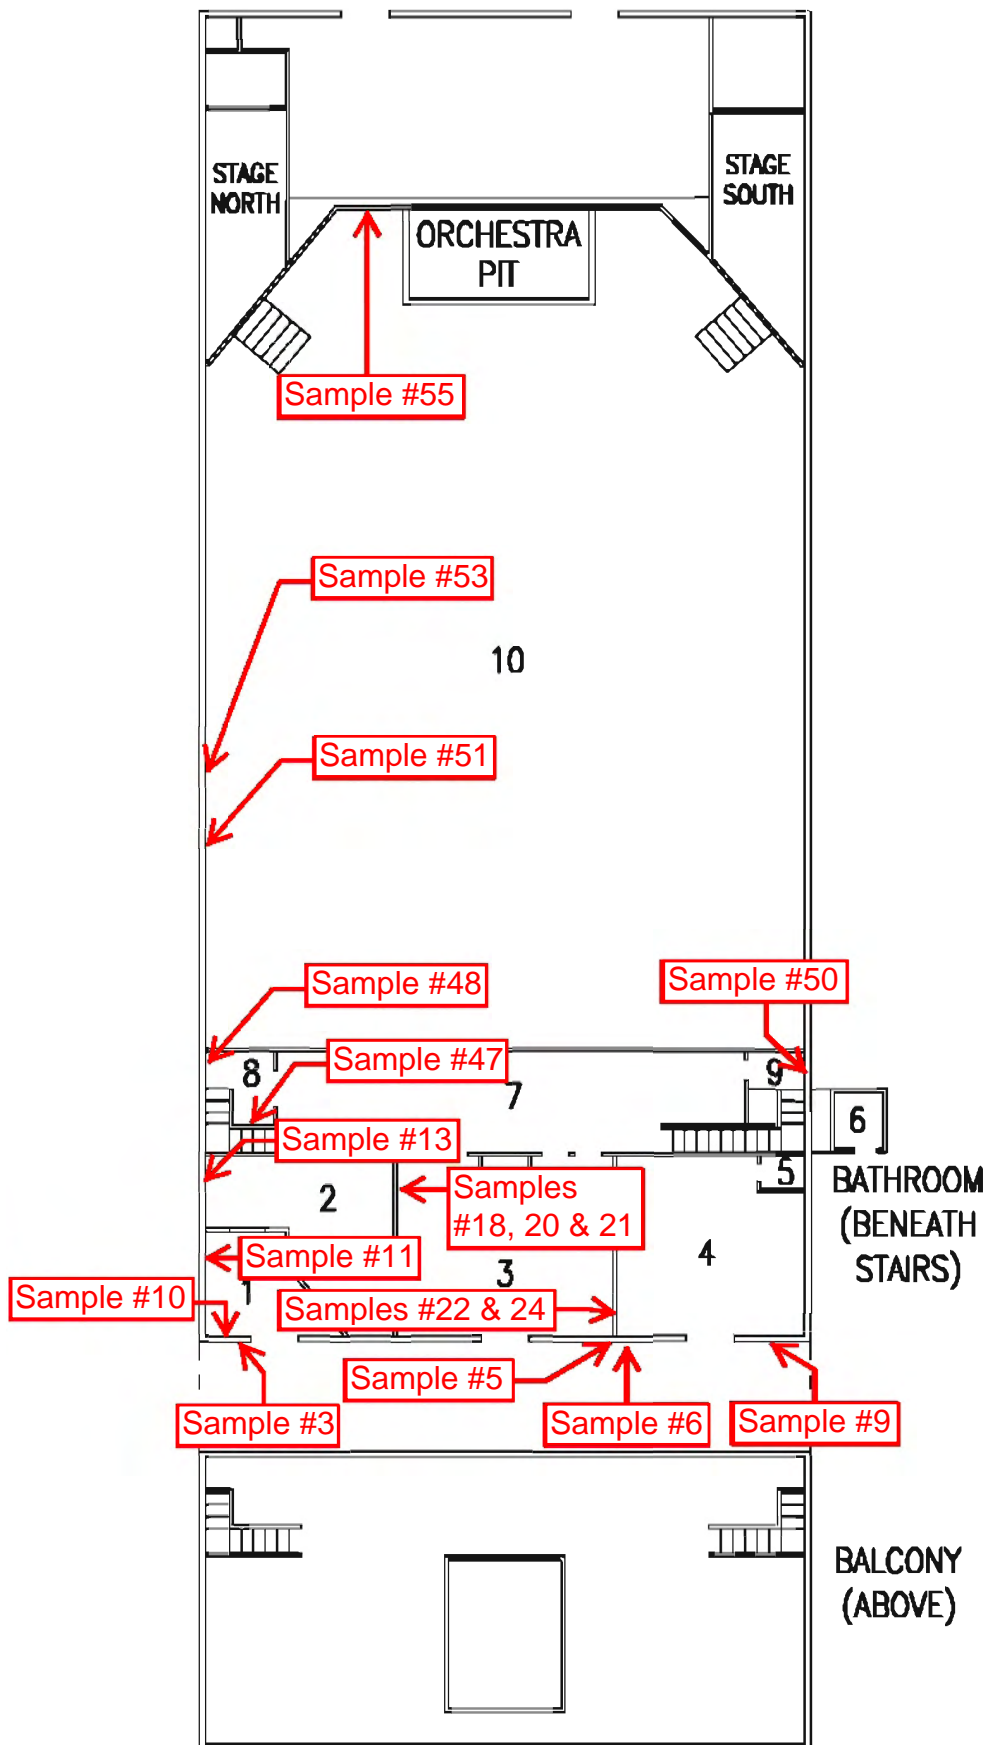 STAGE
NORTH
STAGE
SOUTH
ORCHESTRA
PIT
Sample #55
Sample #53
10
Sample #51
Sample #48
Sample #50
8
Sample #47
9
7
6
Sample #13
2
Samples
#18, 20 & 21
5
BATHROOM
(BENEATH
STAIRS)
4
Sample #11
3
1
Sample #10
Samples #22 & 24
Sample #5
Sample #3
Sample #6
Sample #9
BALCONY
(ABOVE)